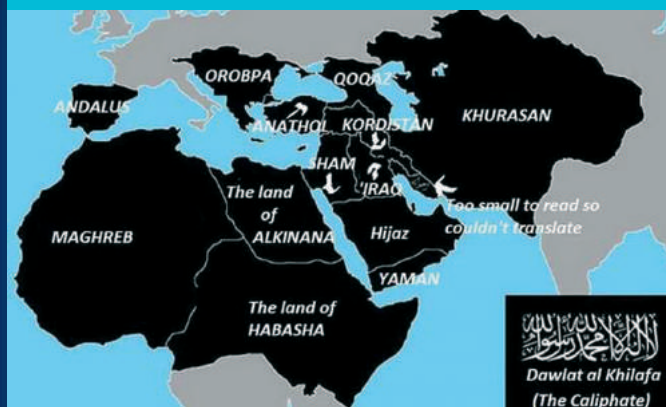 OROBPA
QOQAZ
ANDALUS
ANATHOL
KORDISTAN
KHURASAN
SHAM
'IRAQ
The land
of
ALKINANA
Too small to read so
couldn't translate
MAGHREB
Hijaz
YAMAN
The land of
HABASHA
لا إله إلا الله محمد رسول الله
Dawlat al Khilafa
(The Caliphate)